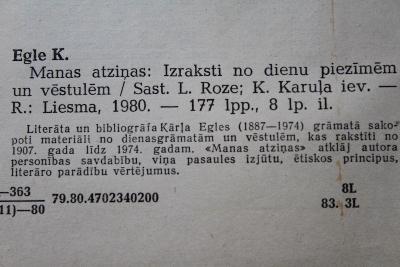 Egle K.
Manas atziņas: Izraksti no dienu piezīmēm
un vēstulēm / Sast. L. Roze; K. Karuļa iev. —
R.: Liesma, 1980. — 177 lpp., 8 lp. il.
Literāta un bibliogrāfa Kārļa Egles (1887—1974) grāmatā sako-
poti materiāli no dienasgrāmatām un vēstulēm, kas rakstīti no
1907. gada līdz 1974. gadam. «Manas atziņas» atklāj autora
personības savdabību, viņa pasaules izjūtu, ētiskos principus,
literāro parādību vērtējumus.
—363
11)—80
79.80.4702340200
8L
83. 3L